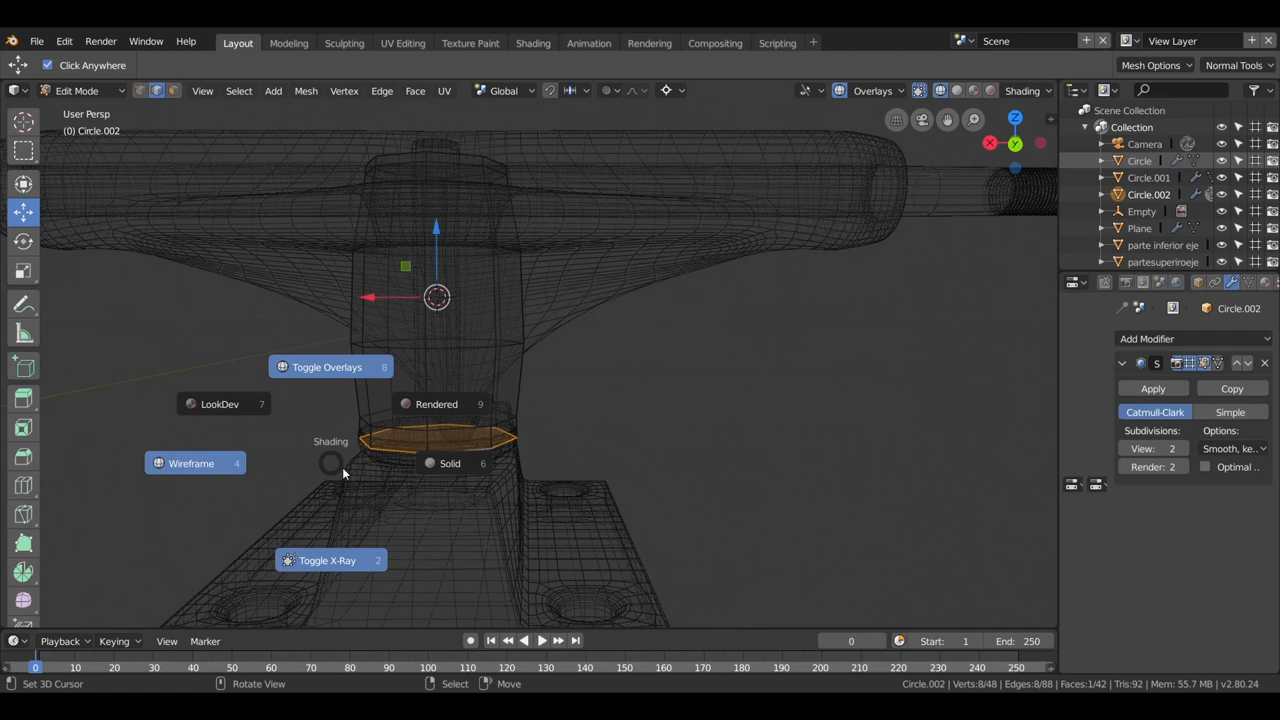 File Edit Render Window Help Layout Modeling Sculpting UV Editing Texture Paint Shading Animation Rendering Compositing Scripting + Scene View Layer
Click Anywhere Mesh Options Normal Tools
Edit Mode View Select Add Mesh Vertex Edge Face UV Global Overlays Shading
User Persp
(0) Circle.002
Z
X
Y
Scene Collection
Collection
Camera
Circle
Circle.001
Circle.002
Empty
Plane
parte inferior eje
partesuperiroeje
Circle.002
Add Modifier
S
Apply Copy
Catmull-Clark Simple
Subdivisions: Options:
View: 2 Smooth, ke..
Render: 2 Optimal ..
Toggle Overlays 8
LookDev 7
Rendered 9
Shading
Wireframe 4
Solid 6
Toggle X-Ray 2
Playback Keying View Marker 0 Start: 1 End: 250
0 10 20 30 40 50 60 70 80 90 100 110 120 130 140 150 160 170 180 190 200 210 220 230 240 250
Set 3D Cursor Rotate View Select Move Circle.002 | Verts:8/48 | Edges:8/88 | Faces:1/42 | Tris:92 | Mem: 55.7 MB | v2.80.24